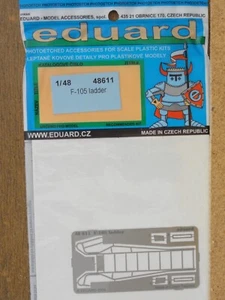 EDUARD / MODEL ACCESSORIES, spol. 435 21 OBRNICE 170, CZECH REPUBLIC
eduard
PHOTOETCHED ACCESSORIES FOR SCALE PLASTIC KITS
LEPTANÉ KOVOVÉ DETAILY PRO PLASTIKOVÉ MODELY
1/48 48611
F-105 ladder
WWW.EDUARD.CZ
MADE IN CZECH REPUBLIC